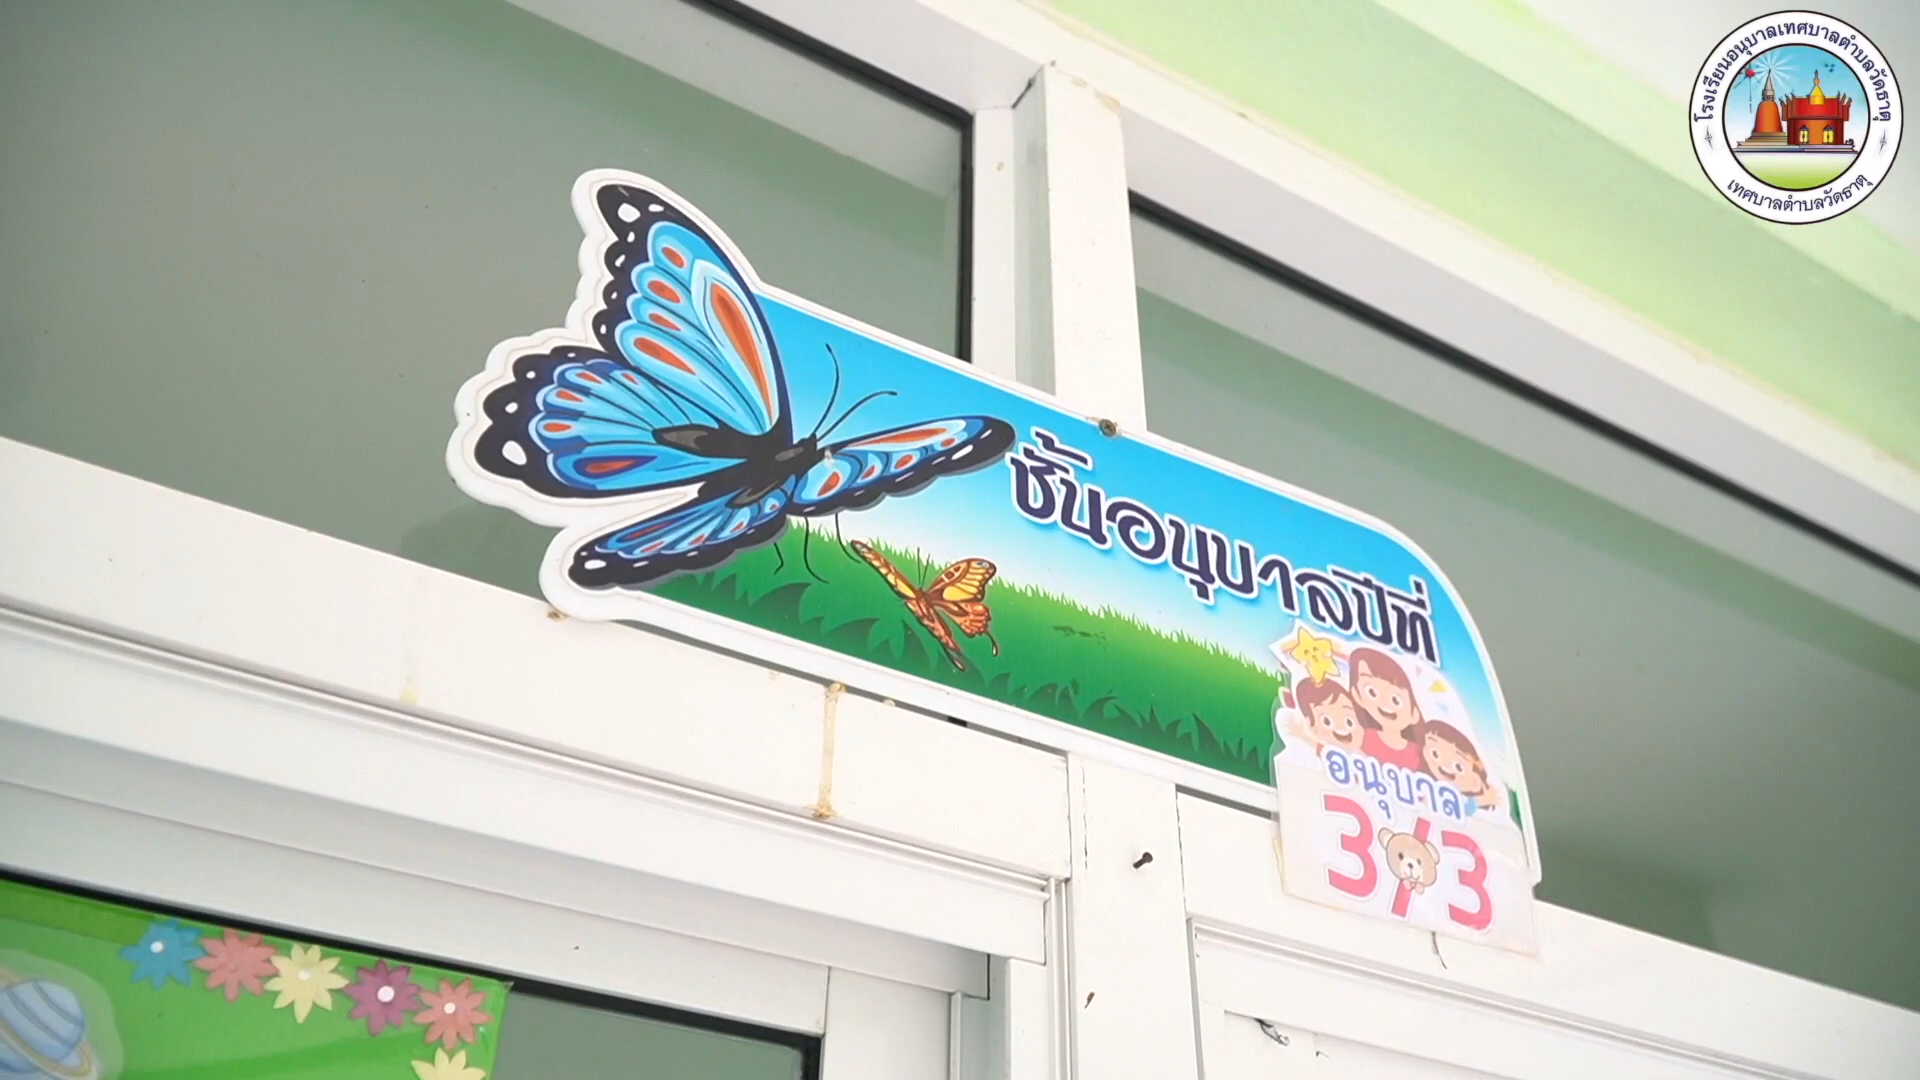 โรงเรียนอนุบาลเทศบาลตำบลวัดธาตุ
เทศบาลตำบลวัดธาตุ
ชั้นอนุบาลปีที่
อนุบาล
3/3